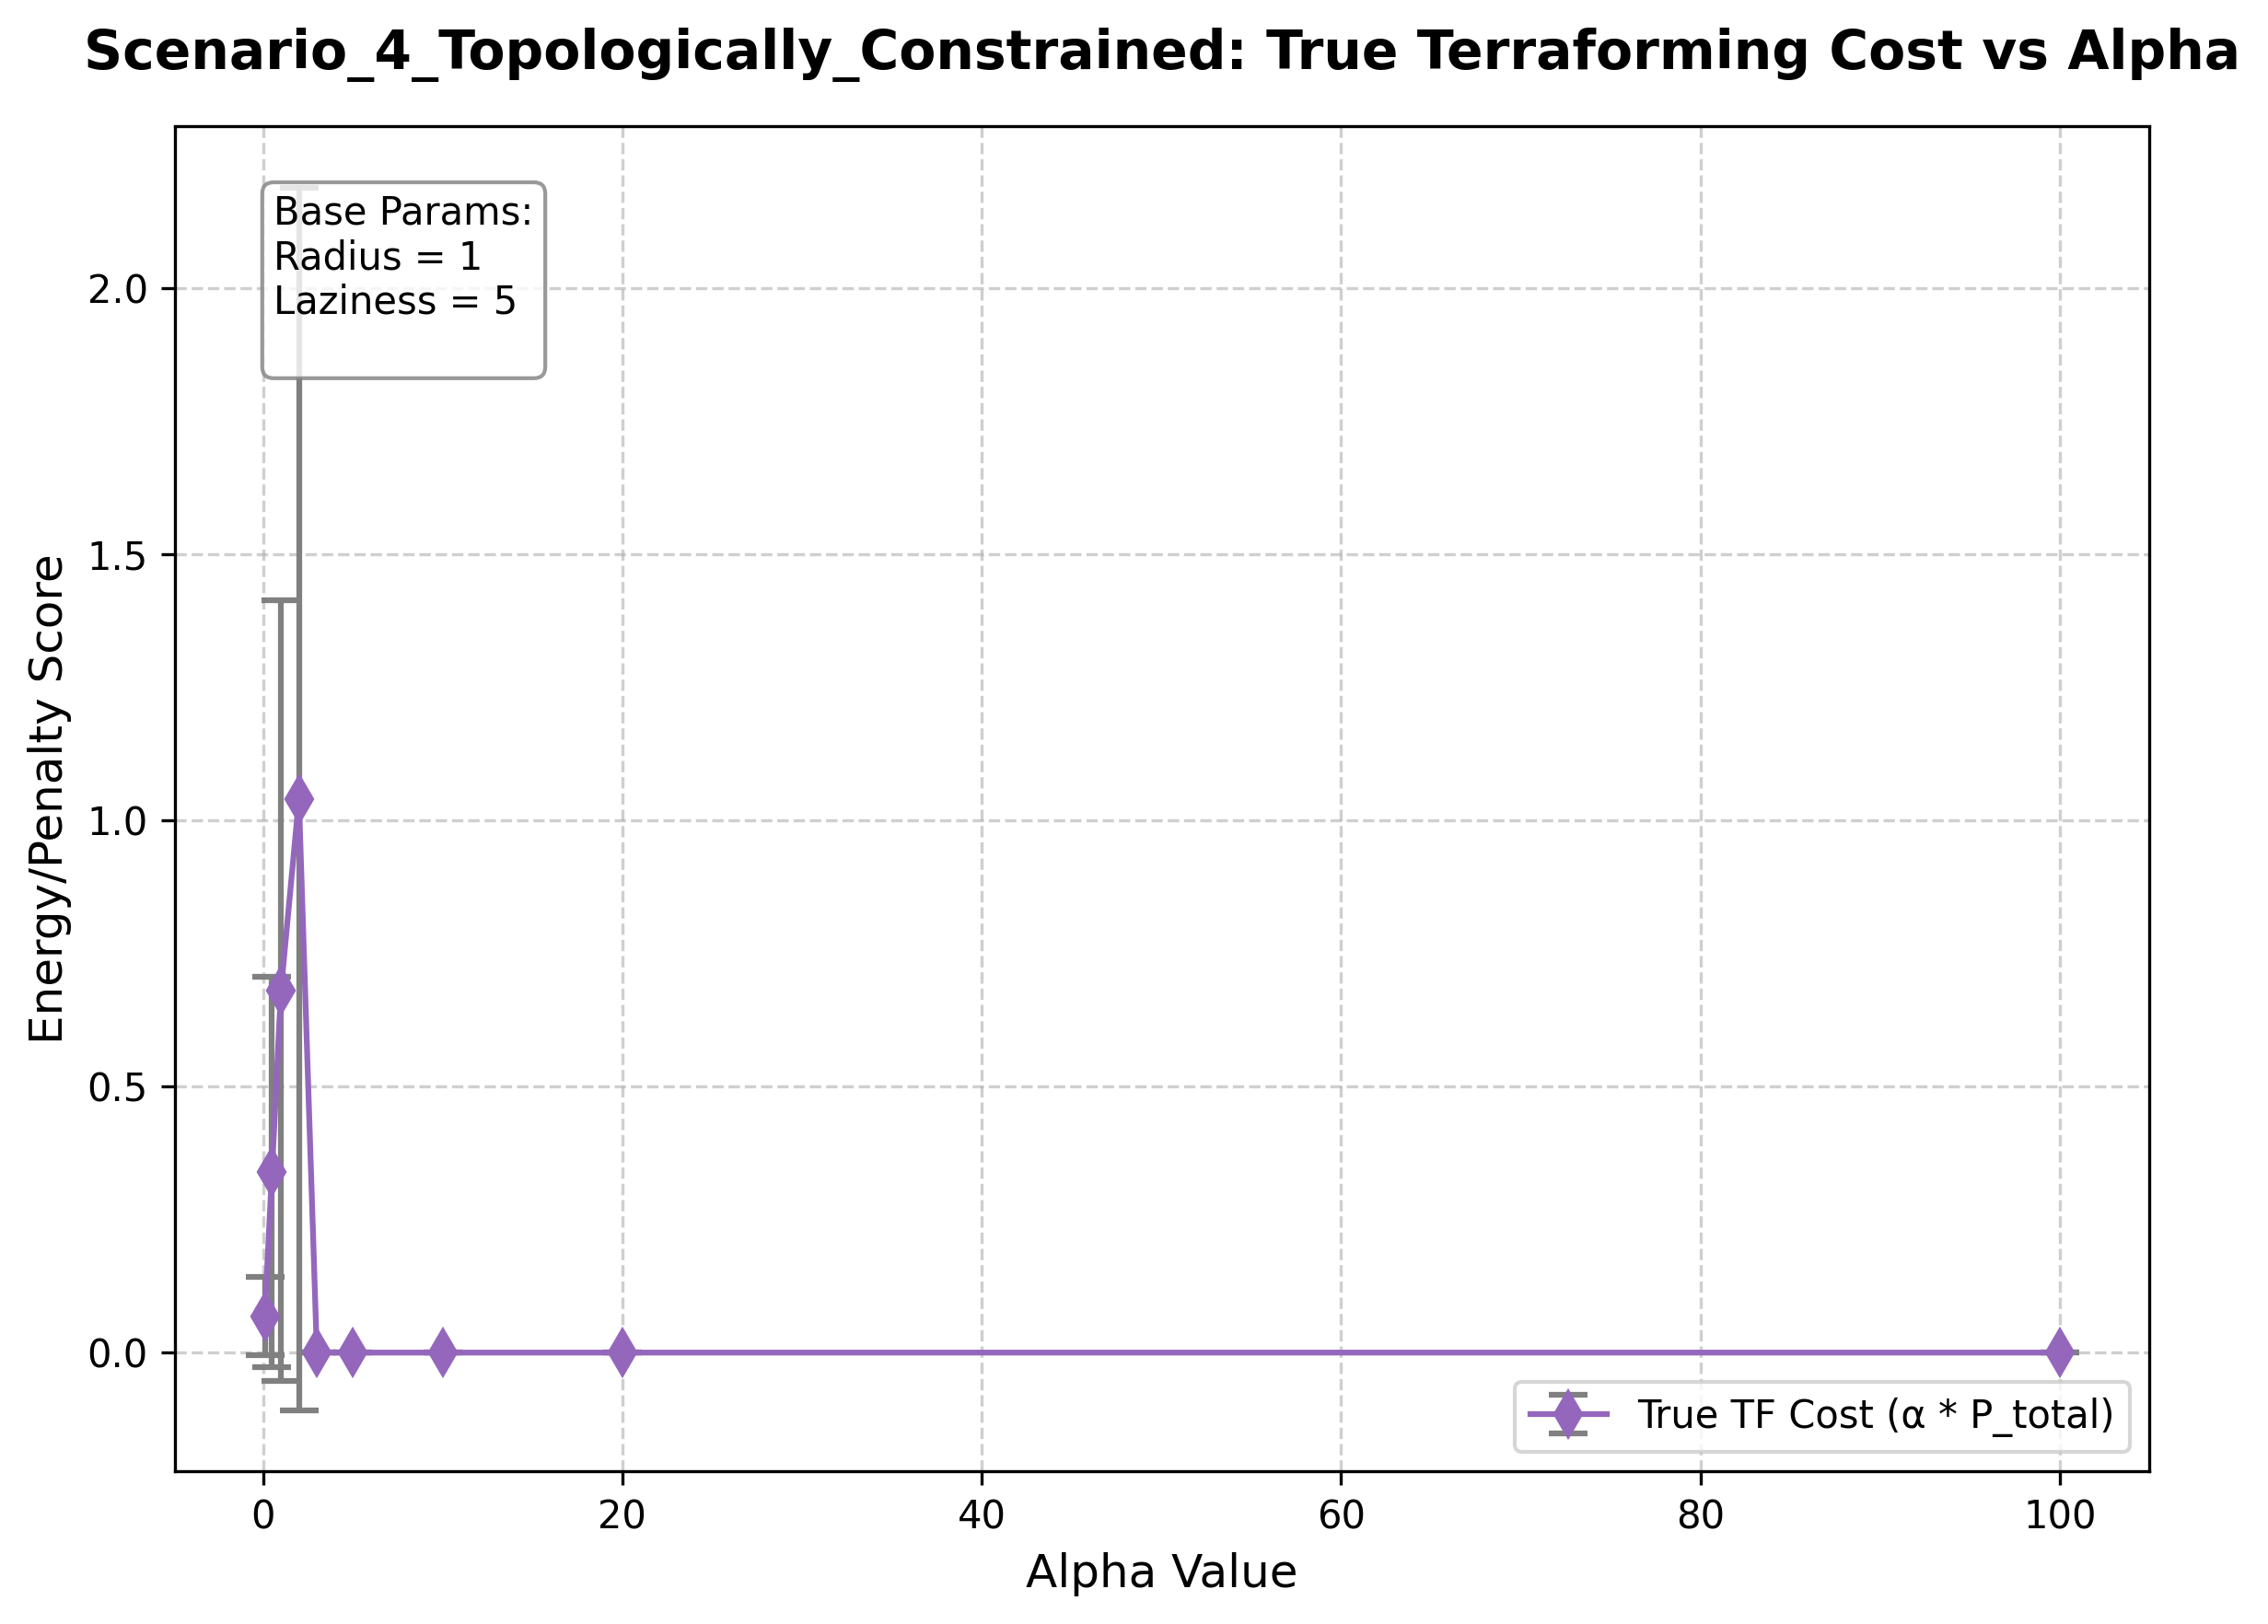 Scenario_4_Topologically_Constrained: True Terraforming Cost vs Alpha
Base Params:
Radius = 1
Laziness = 5
Energy/Penalty Score
2.0
1.5
1.0
0.5
0.0
True TF Cost (α * P_total)
0 20 40 60 80 100
Alpha Value